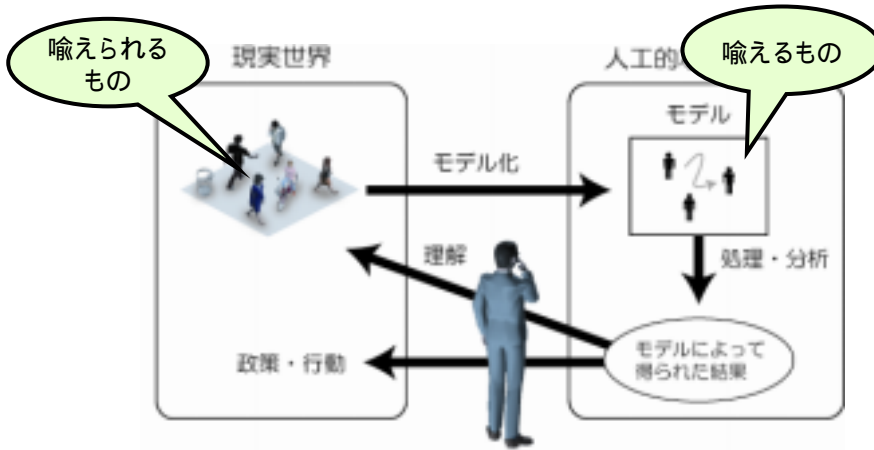 喩えられる
もの
現実世界
人工的
喩えるもの
モデル
モデル化
理解
処理・分析
政策・行動
モデルによって
得られた結果